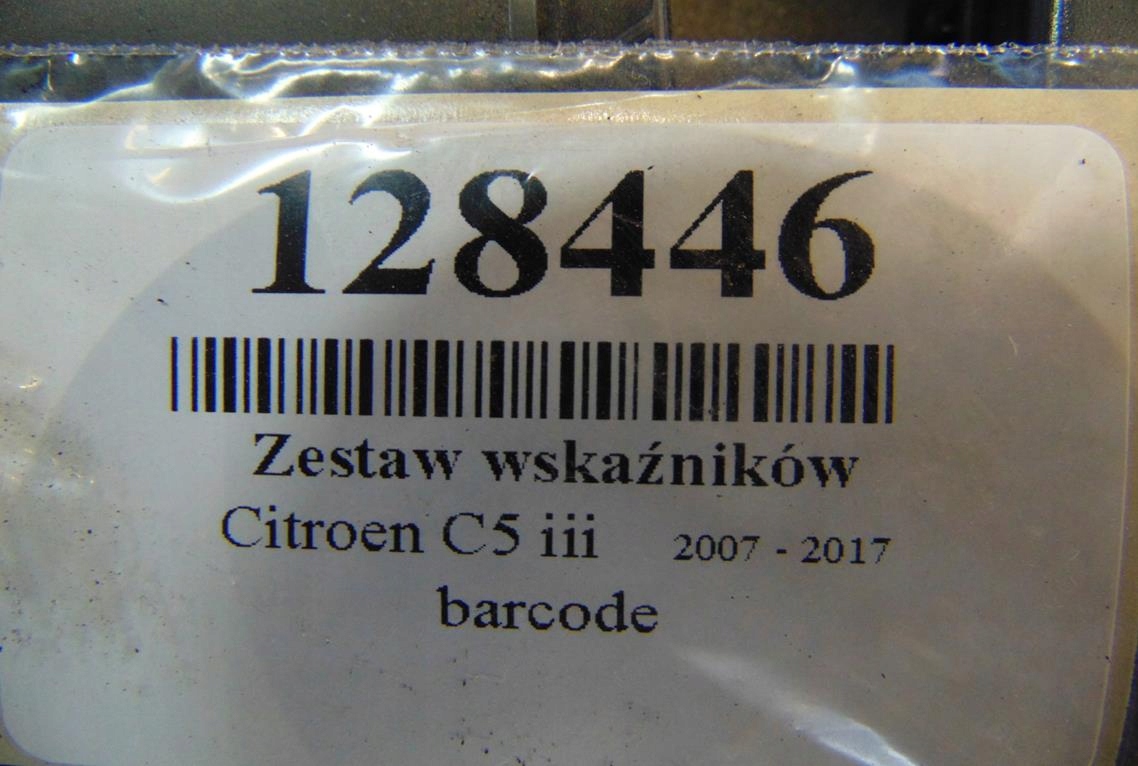 128446
Zestaw wskaźników
Citroen C5 iii 2007 - 2017
barcode